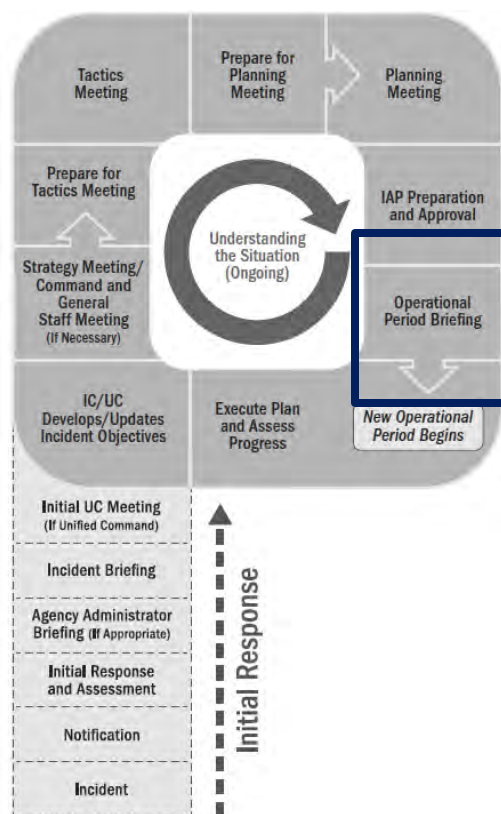 Tactics
Meeting
Prepare for
Planning
Meeting
Planning
Meeting
Prepare for
Tactics Meeting
IAP Preparation
and Approval
Understanding
the Situation
(Ongoing)
Strategy Meeting/
Command and
General
Staff Meeting
(If Necessary)
Operational
Period Briefing
IC/UC
Develops/Updates
Incident Objectives
Execute Plan
and Assess
Progress
New Operational
Period Begins
Initial UC Meeting
(If Unified Command)
Incident Briefing
Agency Administrator
Briefing (If Appropriate)
Initial Response
and Assessment
Notification
Incident
Initial Response